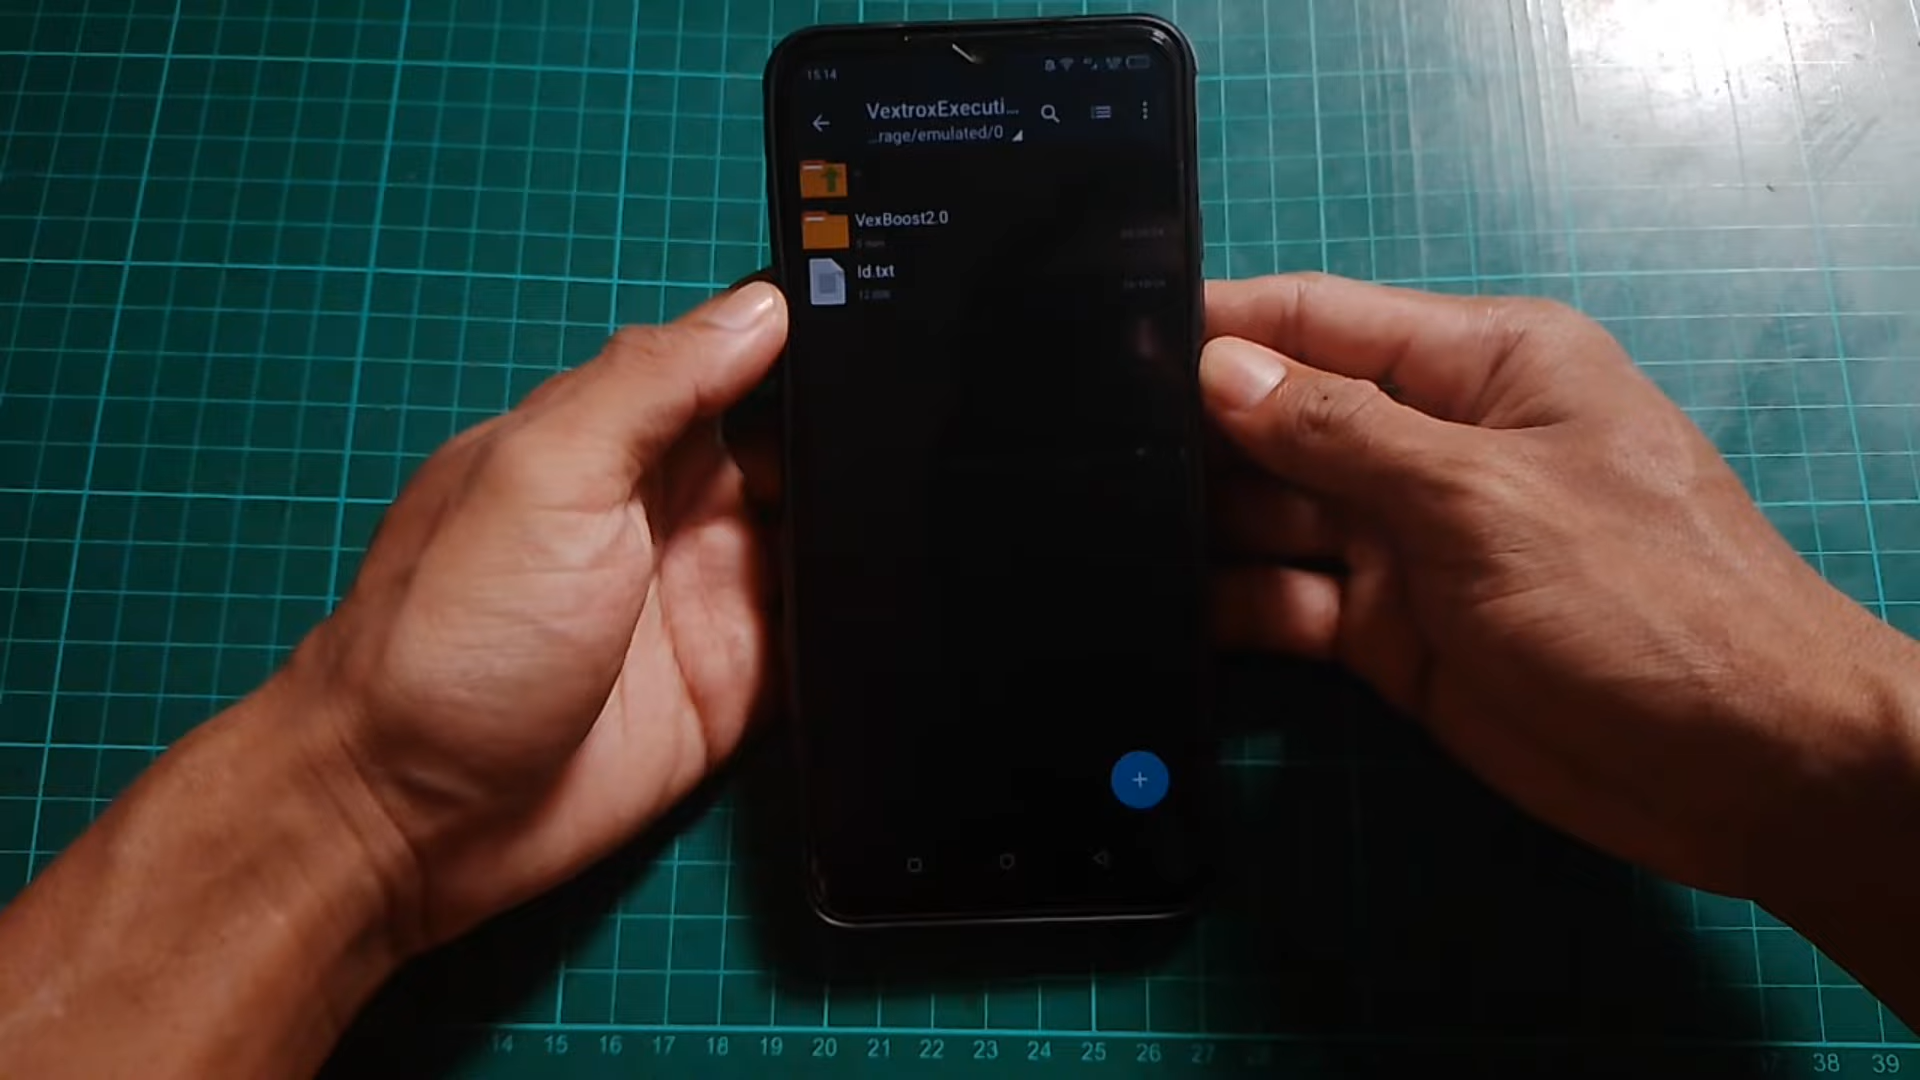 15:14
VextroxExecuti...
...rage/emulated/0
VexBoost2.0
Id.txt
14 15 16 17 18 19 20 21 22 23 24 25 26 27 38 39